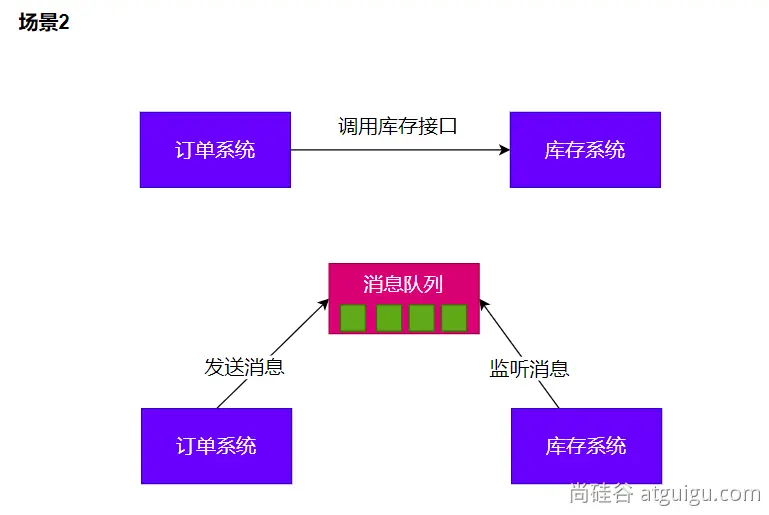 场景2
订单系统
调用库存接口
库存系统
消息队列
发送消息
监听消息
订单系统
库存系统
尚硅谷 atguigu.com